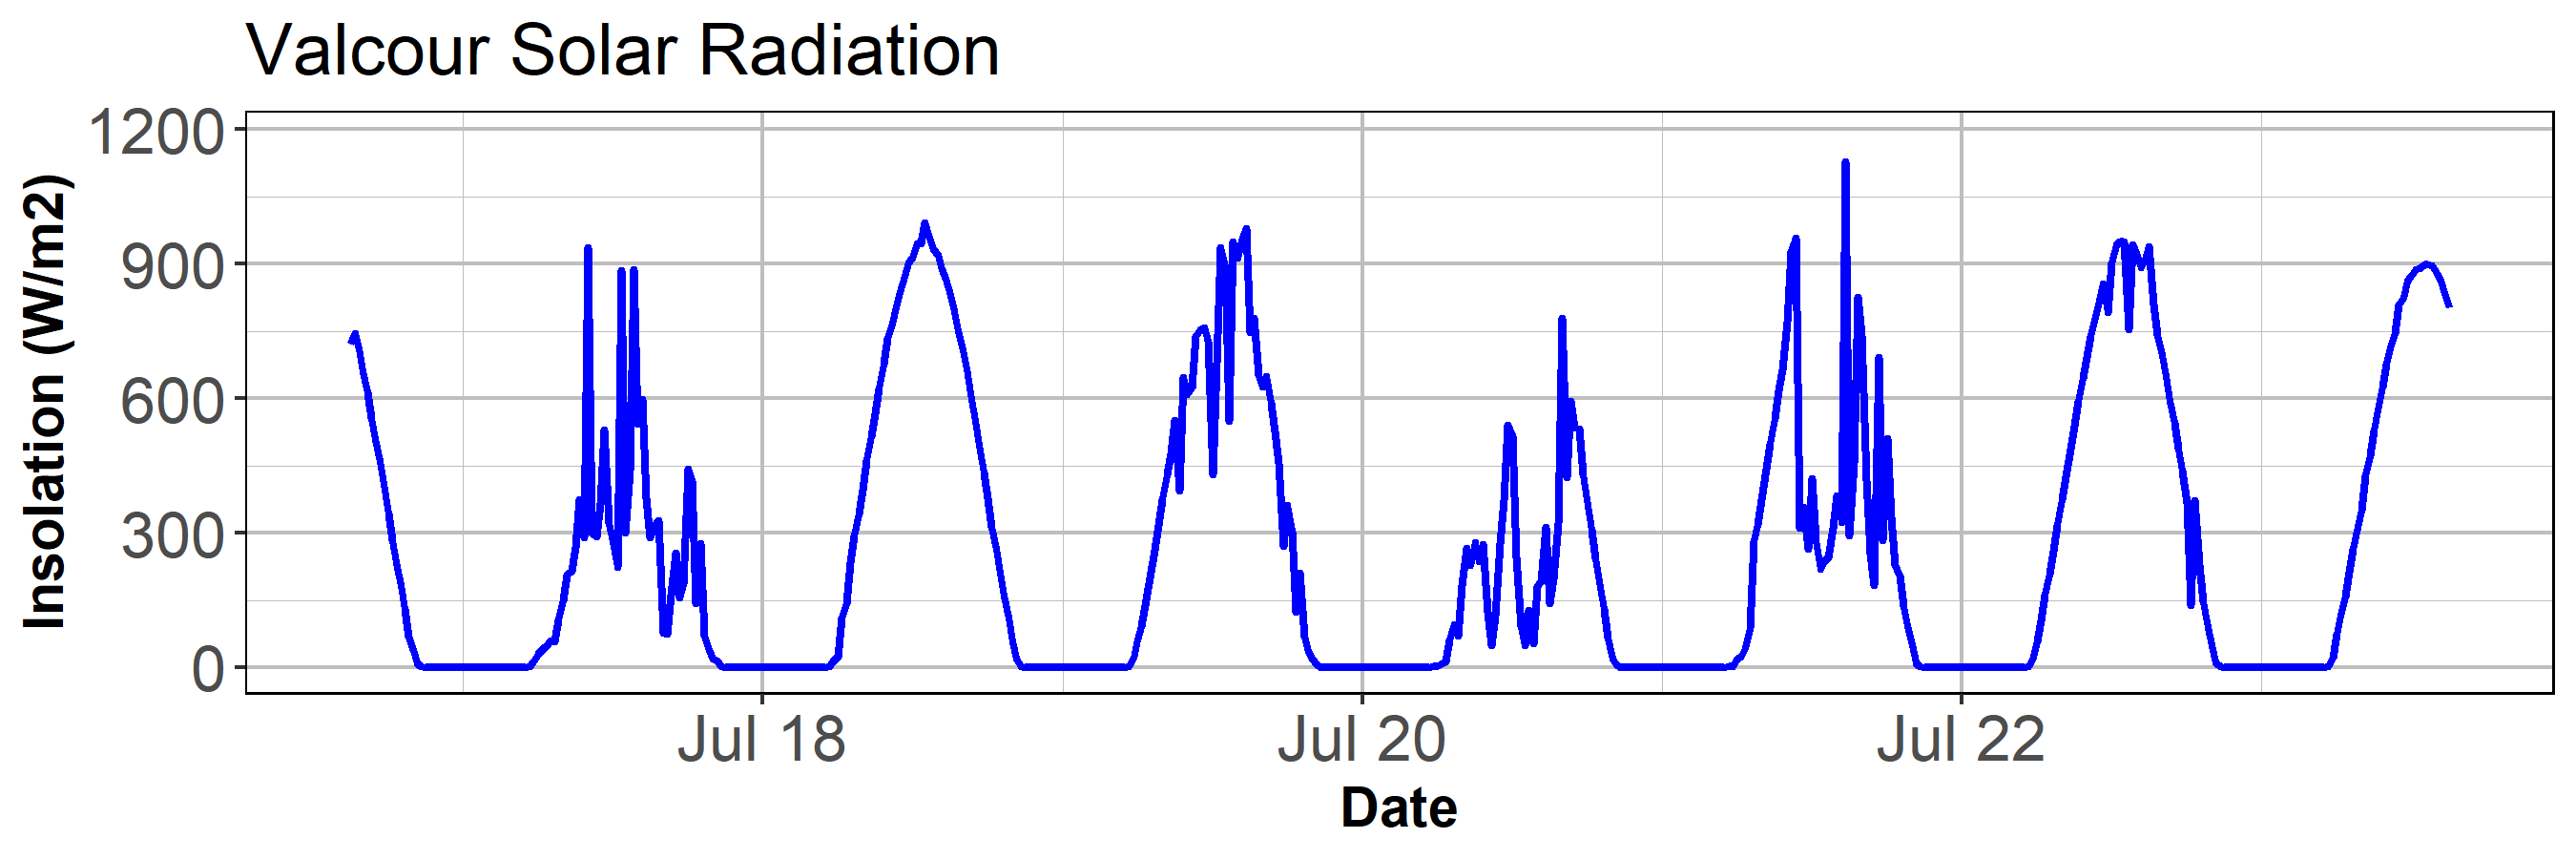 Valcour Solar Radiation
Insolation (W/m2)
1200
900
600
300
0
Jul 18
Jul 20
Jul 22
Date